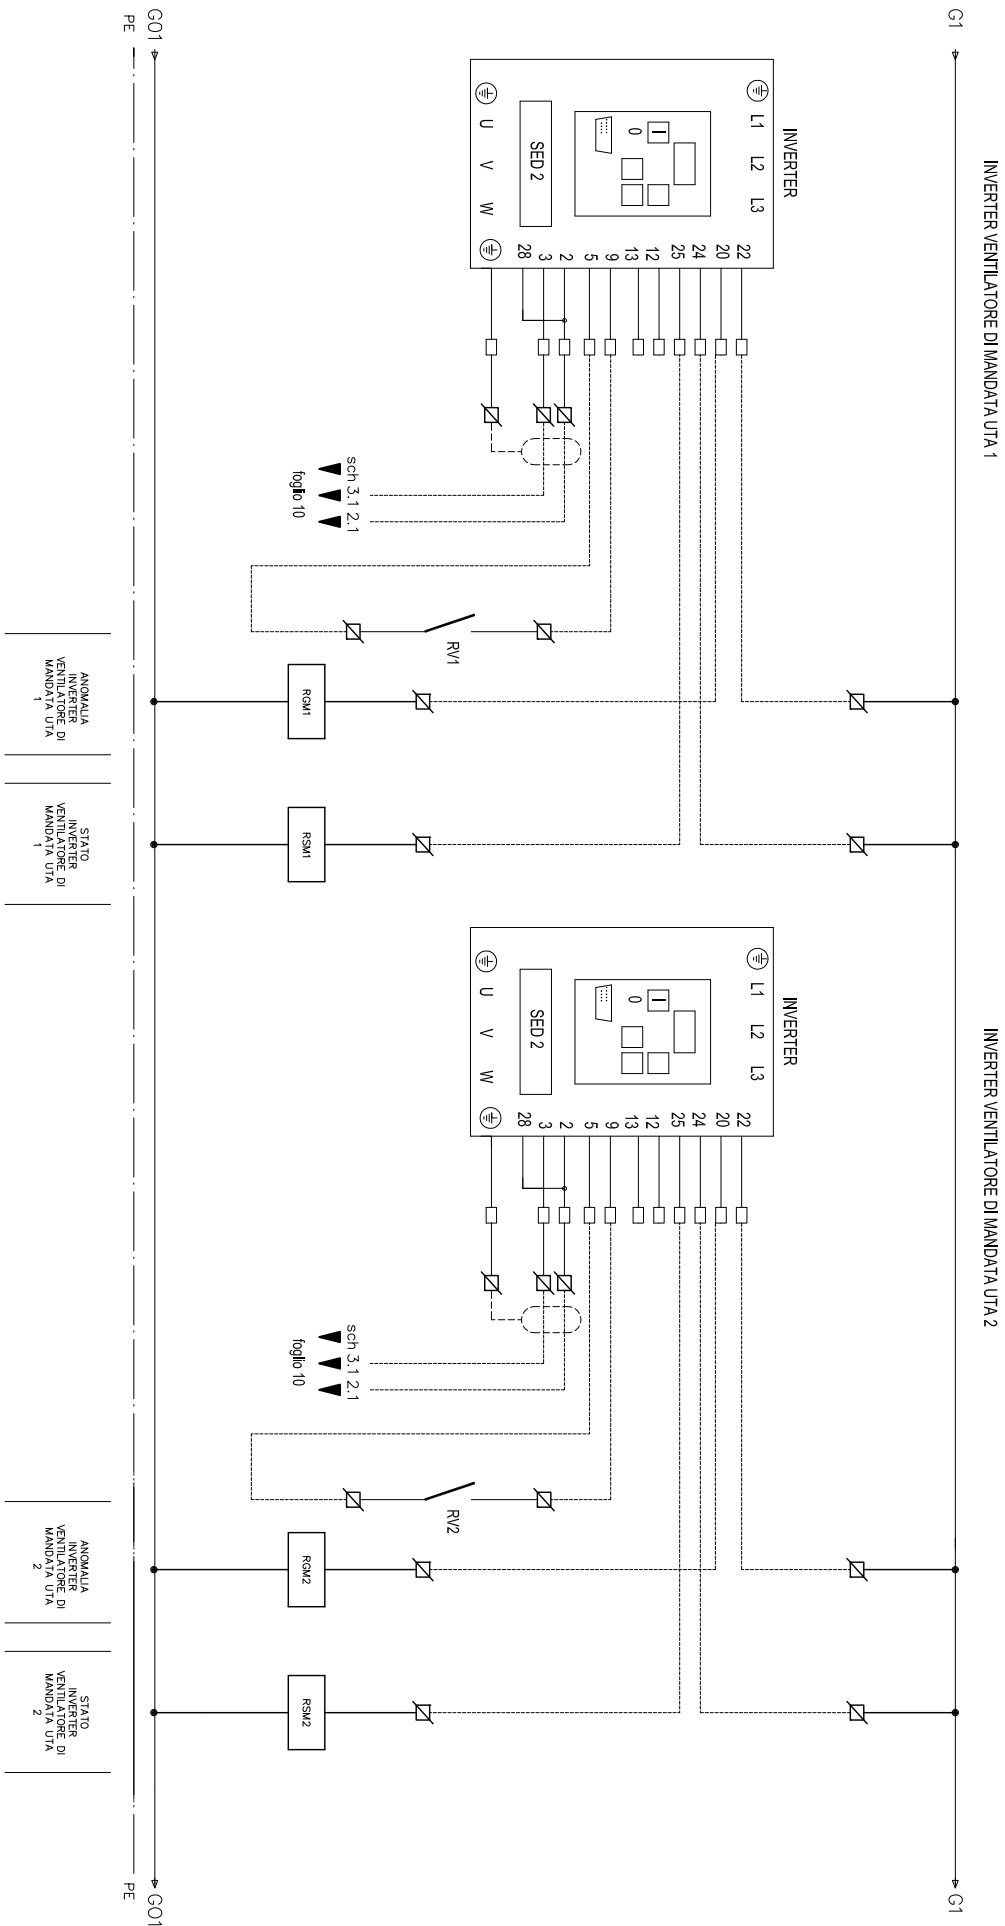 INVERTER VENTILATORE DI MANDATA UTA 1
INVERTER VENTILATORE DI MANDATA UTA 2
G1
G1
INVERTER
L1 L2 L3
I
0
SED 2
U V W
22
20
24
25
12
13
9
5
2
3
28
RV1
sch 3.1 2.1
foglio 10
RGM1
RSM1
INVERTER
L1 L2 L3
I
0
SED 2
U V W
22
20
24
25
12
13
9
5
2
3
28
RV2
sch 3.1 2.1
foglio 10
RGM2
RSM2
G01
G01
PE
PE
ANOMALIA
INVERTER
VENTILATORE DI
MANDATA UTA
1
STATO
INVERTER
VENTILATORE DI
MANDATA UTA
1
ANOMALIA
INVERTER
VENTILATORE DI
MANDATA UTA
2
STATO
INVERTER
VENTILATORE DI
MANDATA UTA
2